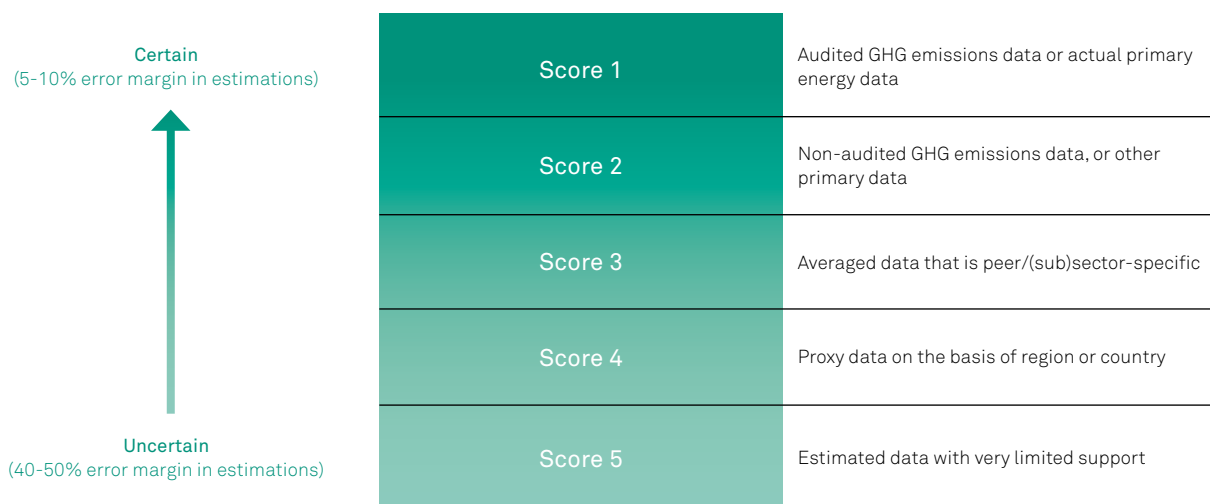 Certain
(5-10% error margin in estimations)
Uncertain
(40-50% error margin in estimations)
Score 1
Audited GHG emissions data or actual primary
energy data
Score 2
Non-audited GHG emissions data, or other
primary data
Score 3
Averaged data that is peer/(sub)sector-specific
Score 4
Proxy data on the basis of region or country
Score 5
Estimated data with very limited support